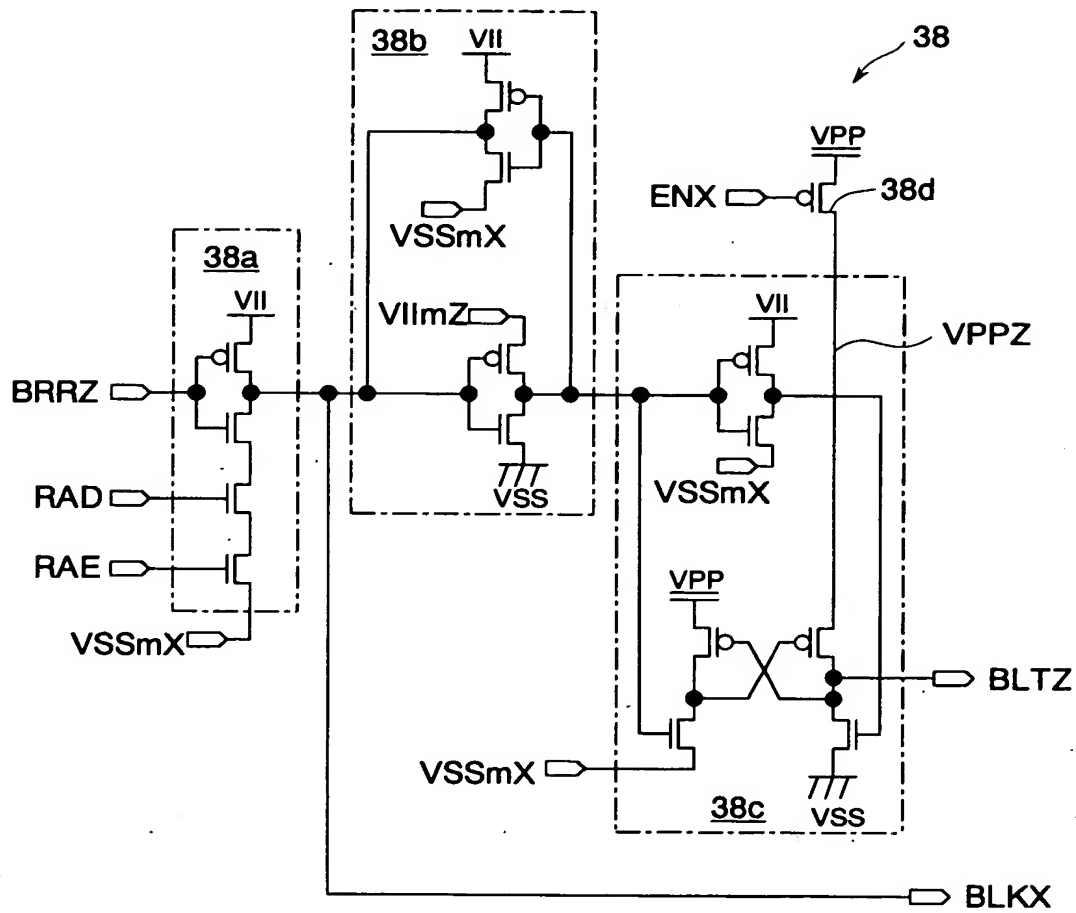 38
38b
VII
VPP
ENX
38d
VSSmX
38a
VII
VIImZ
VII
VPPZ
BRRZ
VSSmX
VSS
RAD
RAE
VPP
VSSmX
BLTZ
VSSmX
VSS
38c
BLKX